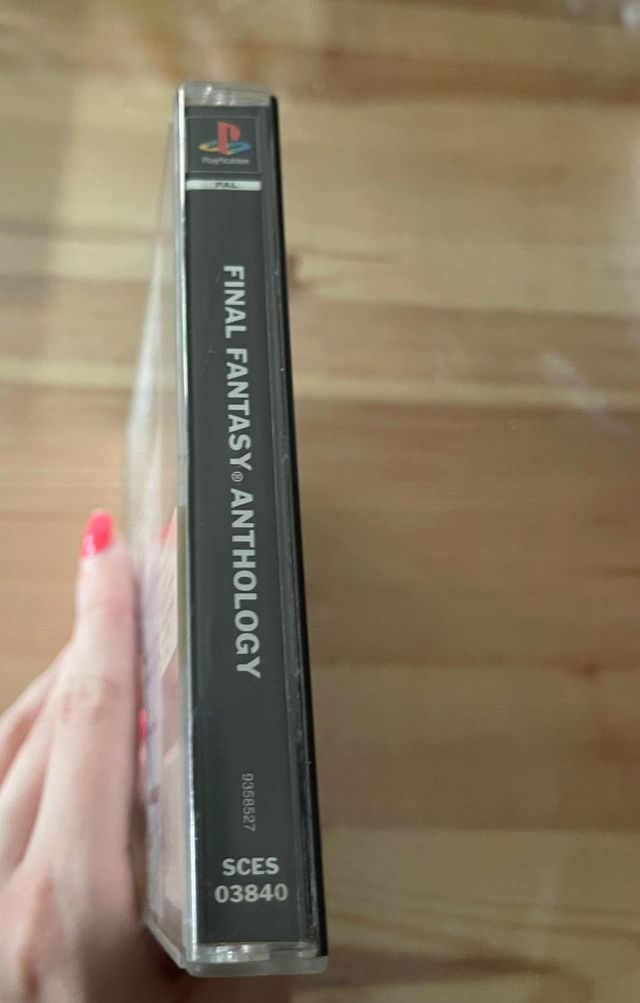 PlayStation
PAL
FINAL FANTASY® ANTHOLOGY
9358527
SCES
03840